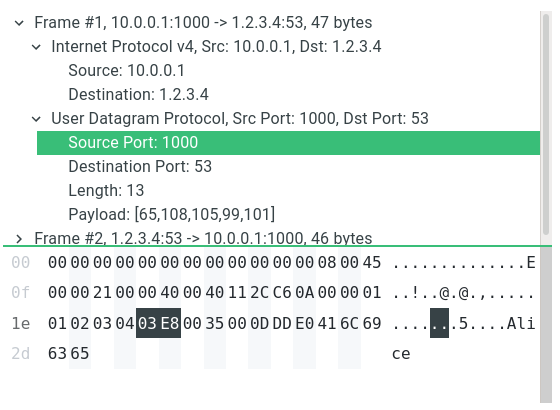 Frame #1, 10.0.0.1:1000 -> 1.2.3.4:53, 47 bytes
Internet Protocol v4, Src: 10.0.0.1, Dst: 1.2.3.4
Source: 10.0.0.1
Destination: 1.2.3.4
User Datagram Protocol, Src Port: 1000, Dst Port: 53
Source Port: 1000
Destination Port: 53
Length: 13
Payload: [65,108,105,99,101]
Frame #2, 1.2.3.4:53 -> 10.0.0.1:1000, 46 bytes
00 00 00 00 00 00 00 00 00 00 00 00 00 08 00 45 ..............E
0f 00 00 21 00 00 40 00 40 11 2C C6 0A 00 00 01 ..!..@.@.,.....
1e 01 02 03 04 03 E8 00 35 00 0D DD E0 41 6C 69 .......5....Ali
2d 63 65 ce